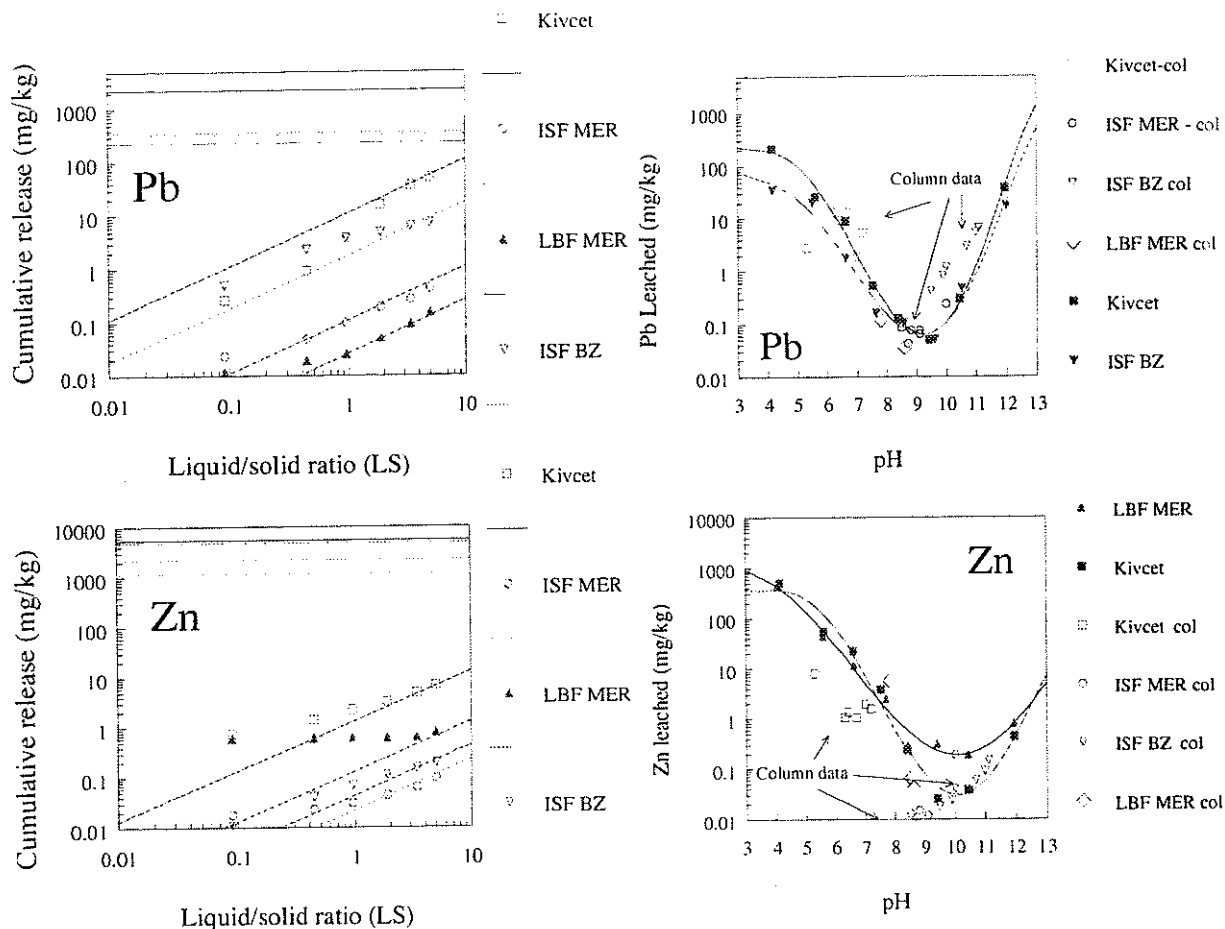 Kivcet
ISF MER
LBF MER
ISF BZ
Cumulative release (mg/kg)
1000
100
10
1
0.1
0.01
Pb
0.01 0.1 1 10
Liquid/solid ratio (LS)
Pb Leached (mg/kg)
1000
100
10
1
0.1
0.01
Column data
Pb
3 4 5 6 7 8 9 10 11 12 13
pH
Kivcet-col
ISF MER - col
ISF BZ col
LBF MER col
Kivcet
ISF BZ
Cumulative release (mg/kg)
10000
1000
100
10
1
0.1
0.01
Zn
0.01 0.1 1 10
Liquid/solid ratio (LS)
Kivcet
ISF MER
LBF MER
ISF BZ
Zn leached (mg/kg)
10000
1000
100
10
1
0.1
0.01
Zn
Column data
3 4 5 6 7 8 9 10 11 12 13
pH
LBF MER
Kivcet
Kivcet col
ISF MER col
ISF BZ col
LBF MER col